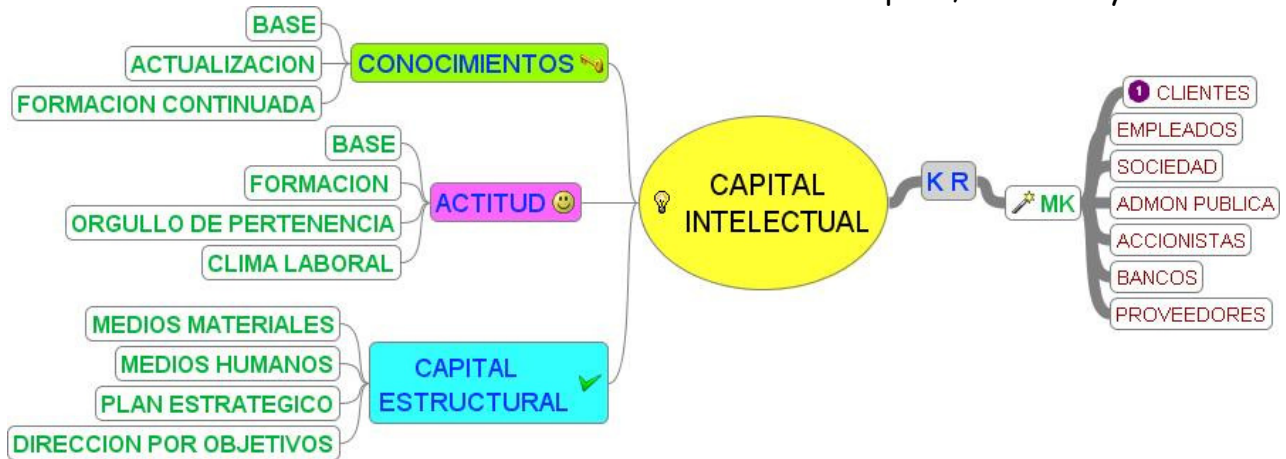 BASE
ACTUALIZACION
FORMACION CONTINUADA
CONOCIMIENTOS
BASE
FORMACION
ORGULLO DE PERTENENCIA
CLIMA LABORAL
ACTITUD
MEDIOS MATERIALES
MEDIOS HUMANOS
PLAN ESTRATEGICO
DIRECCION POR OBJETIVOS
CAPITAL
ESTRUCTURAL
CAPITAL
INTELECTUAL
K R
MK
1 CLIENTES
EMPLEADOS
SOCIEDAD
ADMON PUBLICA
ACCIONISTAS
BANCOS
PROVEEDORES